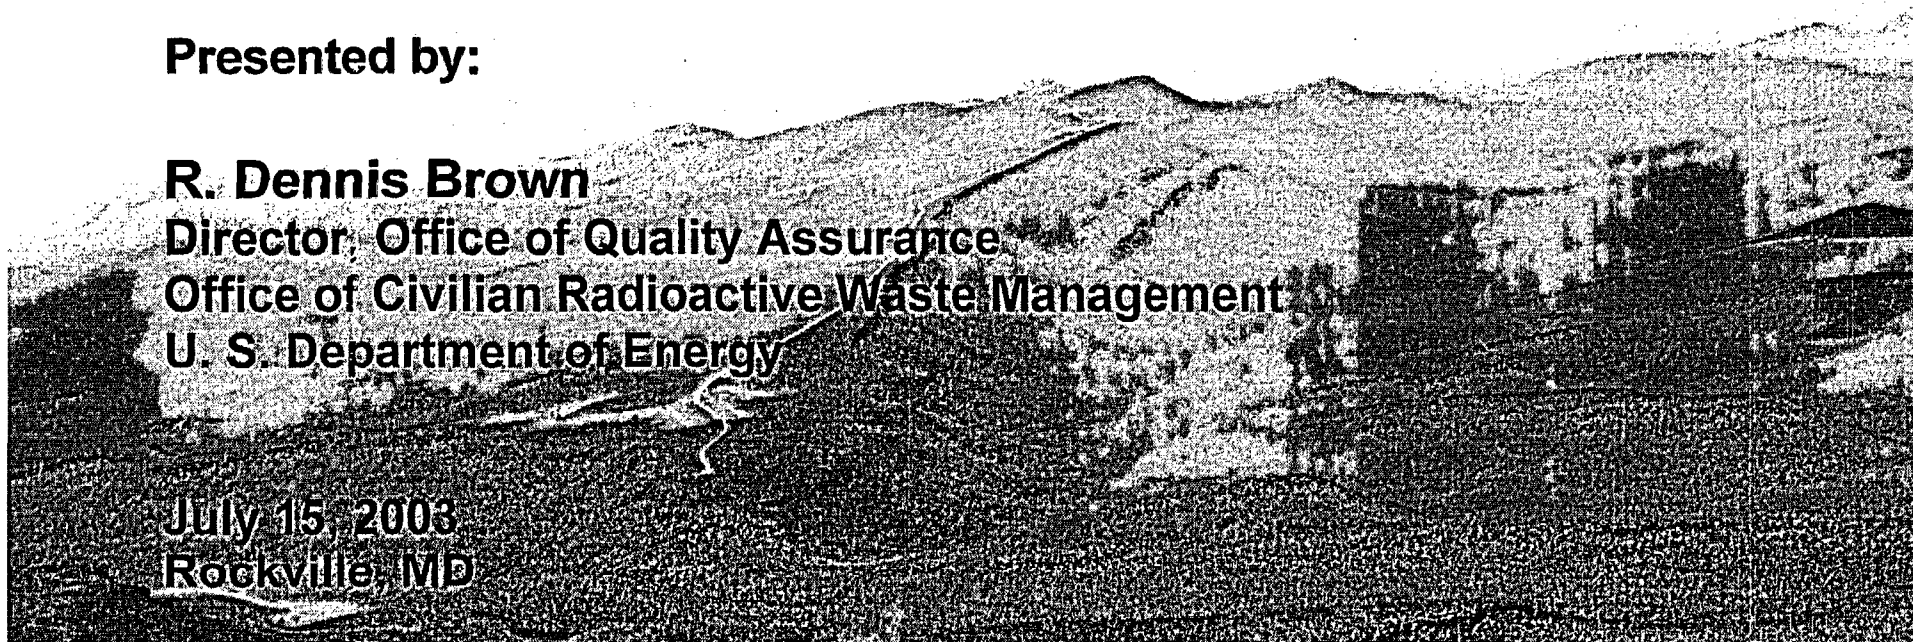 Presented by:
R. Dennis Brown
Director, Office of Quality Assurance
Office of Civilian Radioactive Waste Management
U. S. Department of Energy
July 15, 2003
Rockville, MD